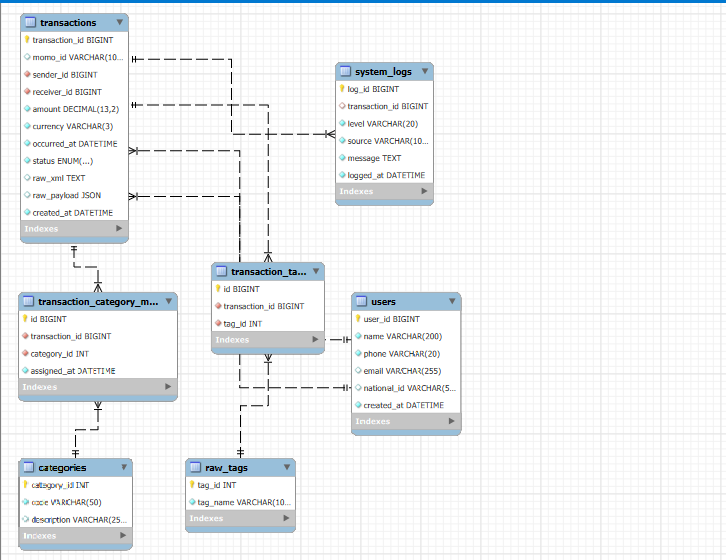 transactions
transaction_id BIGINT
momo_id VARCHAR(10...
sender_id BIGINT
receiver_id BIGINT
amount DECIMAL(13,2)
currency VARCHAR(3)
occurred_at DATETIME
status ENUM(...)
raw_xml TEXT
raw_payload JSON
created_at DATETIME
Indexes
system_logs
log_id BIGINT
transaction_id BIGINT
level VARCHAR(20)
source VARCHAR(10...
message TEXT
logged_at DATETIME
Indexes
transaction_ta...
id BIGINT
transaction_id BIGINT
tag_id INT
Indexes
transaction_category_m...
id BIGINT
transaction_id BIGINT
category_id INT
assigned_at DATETIME
Indexes
users
user_id BIGINT
name VARCHAR(200)
phone VARCHAR(20)
email VARCHAR(255)
national_id VARCHAR(5...
created_at DATETIME
Indexes
categories
category_id INT
code VARCHAR(50)
description VARCHAR(25...
Indexes
raw_tags
tag_id INT
tag_name VARCHAR(10...
Indexes